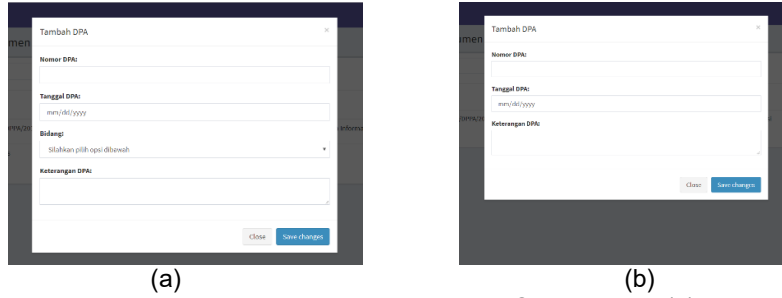 Tambah DPA
×
Nomor DPA:
Tanggal DPA:
mm/dd/yyyy
Bidang:
Silahkan pilih opsi dibawah
Keterangan DPA:
Close Save changes
(a)
Tambah DPA
×
Nomor DPA:
Tanggal DPA:
mm/dd/yyyy
Keterangan DPA:
Close Save changes
(b)